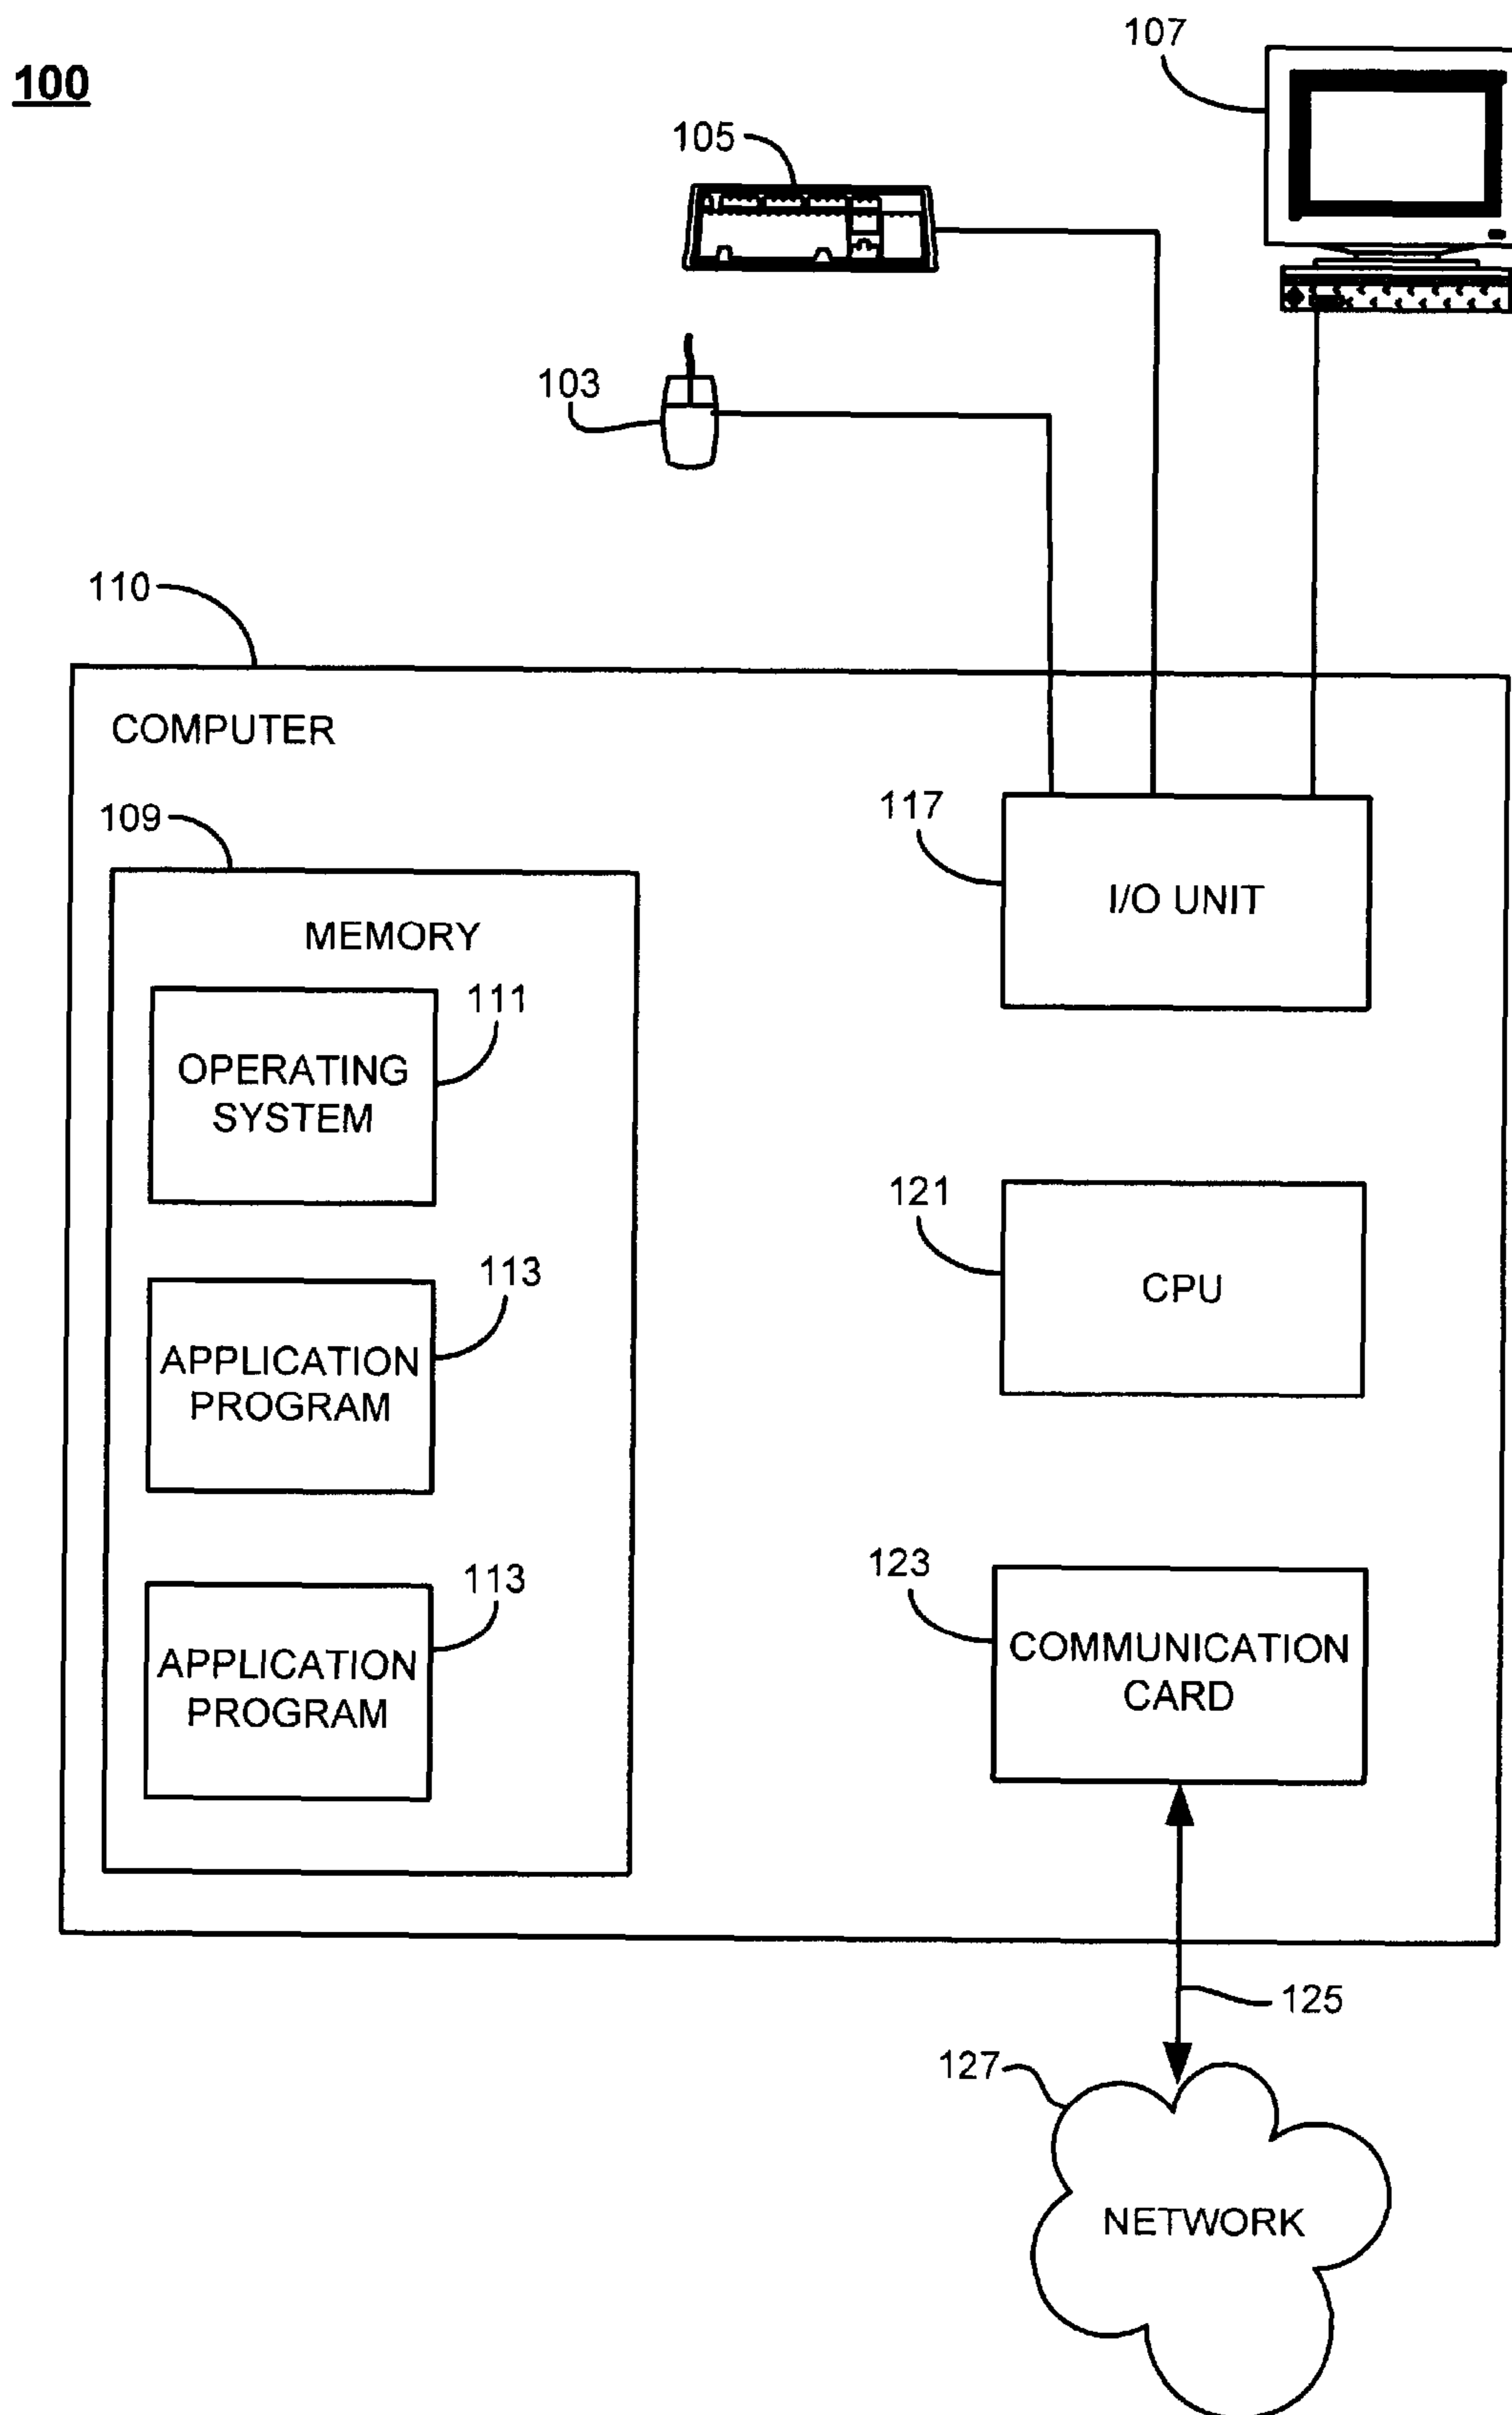 100
107
105
103
110
COMPUTER
109
117
MEMORY
I/O UNIT
111
OPERATING
SYSTEM
121
113
CPU
APPLICATION
PROGRAM
123
113
COMMUNICATION
CARD
APPLICATION
PROGRAM
125
127
NETWORK